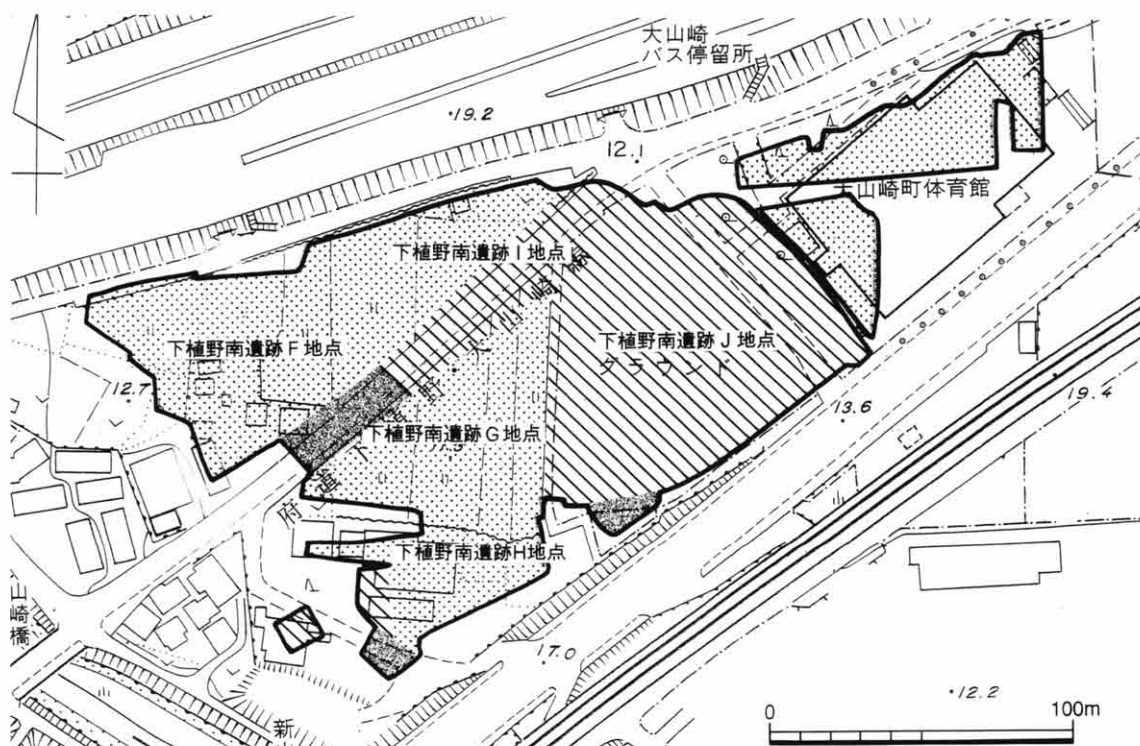 大山崎
バス停留所
19.2
12.1
大山崎町体育館
下植野南遺跡I地点
下植野南遺跡J地点
グラウンド
下植野南遺跡F地点
12.7
下植野南遺跡G地点
13.6
19.4
府道
下植野南遺跡H地点
山崎橋
17.0
12.2
新
0
100m